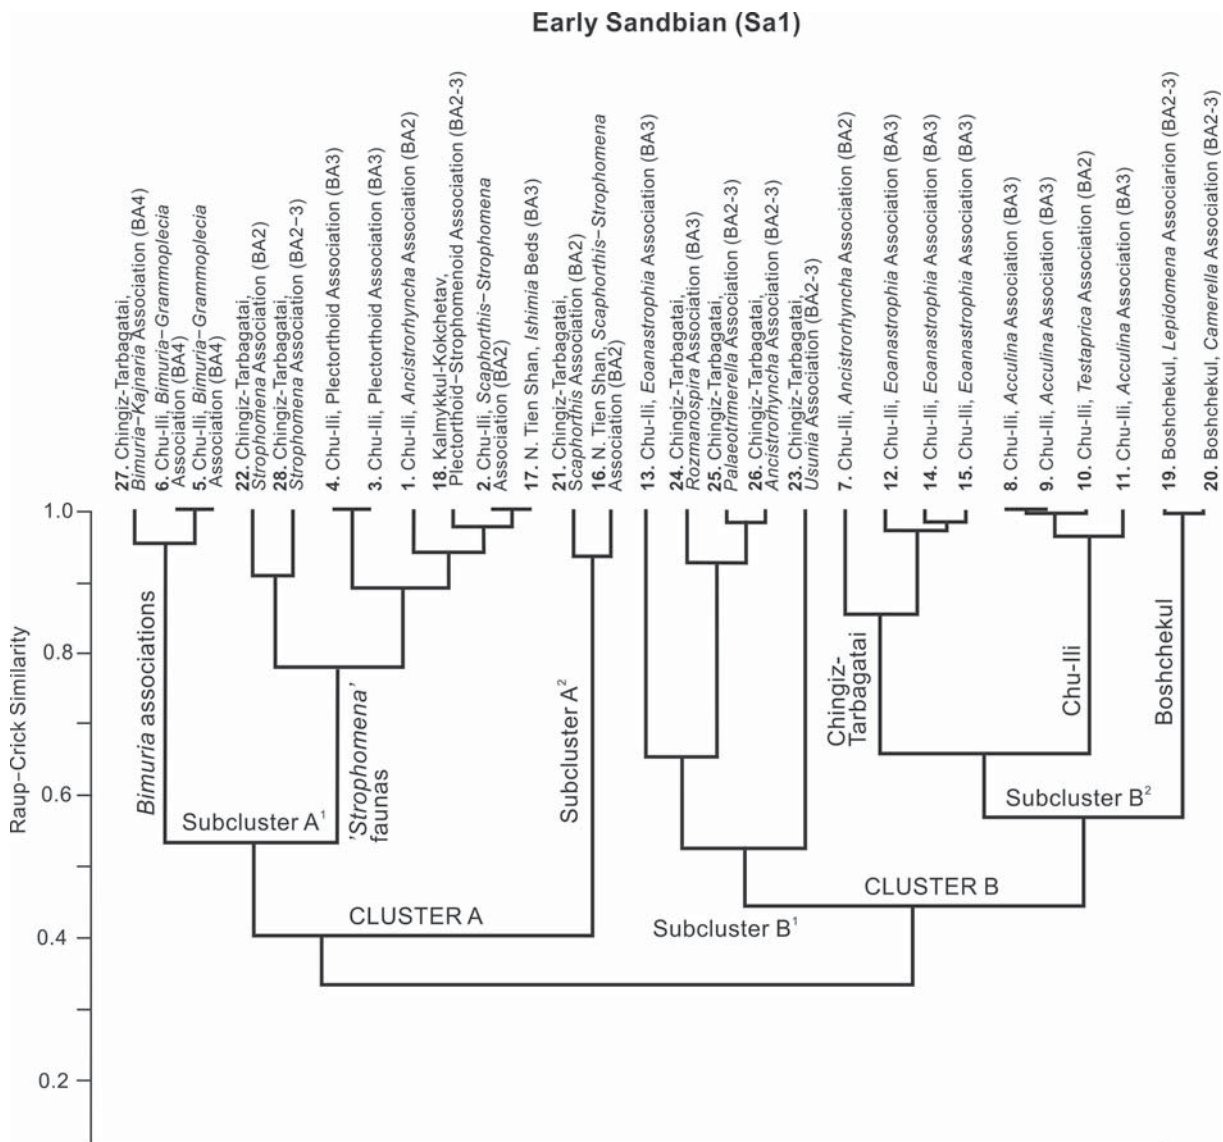 Early Sandbian (Sa1)
27. Chingiz-Tarbagatai,
Bimuria–Kajnaria Association (BA4)
6. Chu-Ili, Bimuria–Grammoplecia
Association (BA4)
5. Chu-Ili, Bimuria–Grammoplecia
Association (BA4)
22. Chingiz-Tarbagatai,
Strophomena Association (BA2)
28. Chingiz-Tarbagatai,
Strophomena Association (BA2–3)
4. Chu-Ili, Plectorthoid Association (BA3)
3. Chu-Ili, Plectorthoid Association (BA3)
1. Chu-Ili, Ancistrorhyncha Association (BA2)
18. Kalmykkul-Kokchetav,
Plectorthoid–Strophomenoid Association (BA2-3)
2. Chu-Ili, Scaphorthis–Strophomena
Association (BA2)
17. N. Tien Shan, Ishimia Beds (BA3)
21. Chingiz-Tarbagatai,
Scaphorthis Association (BA2)
16. N. Tien Shan, Scaphorthis–Strophomena
Association (BA2)
13. Chu-Ili, Eoanastrophia Association (BA3)
24. Chingiz-Tarbagatai,
Rozmanospira Association (BA3)
25. Chingiz-Tarbagatai,
Palaeotrimerella Association (BA2-3)
26. Chingiz-Tarbagatai,
Ancistrorhyncha Association (BA2-3)
23. Chingiz-Tarbagatai,
Usunia Association (BA2-3)
7. Chu-Ili, Ancistrorhyncha Association (BA2)
12. Chu-Ili, Eoanastrophia Association (BA3)
14. Chu-Ili, Eoanastrophia Association (BA3)
15. Chu-Ili, Eoanastrophia Association (BA3)
8. Chu-Ili, Acculina Association (BA3)
9. Chu-Ili, Acculina Association (BA3)
10. Chu-Ili, Testaprica Association (BA2)
11. Chu-Ili, Acculina Association (BA3)
19. Boshchekul, Lepidomena Associarion (BA2-3)
20. Boshchekul, Camerella Association (BA2-3)
1.0
0.8
0.6
0.4
0.2
Raup–Crick Similarity
Bimuria associations
Subcluster A1
'Strophomena'
faunas
Subcluster A2
CLUSTER A
Chingiz-
Tarbagatai
Chu-Ili
Boshchekul
Subcluster B2
CLUSTER B
Subcluster B1